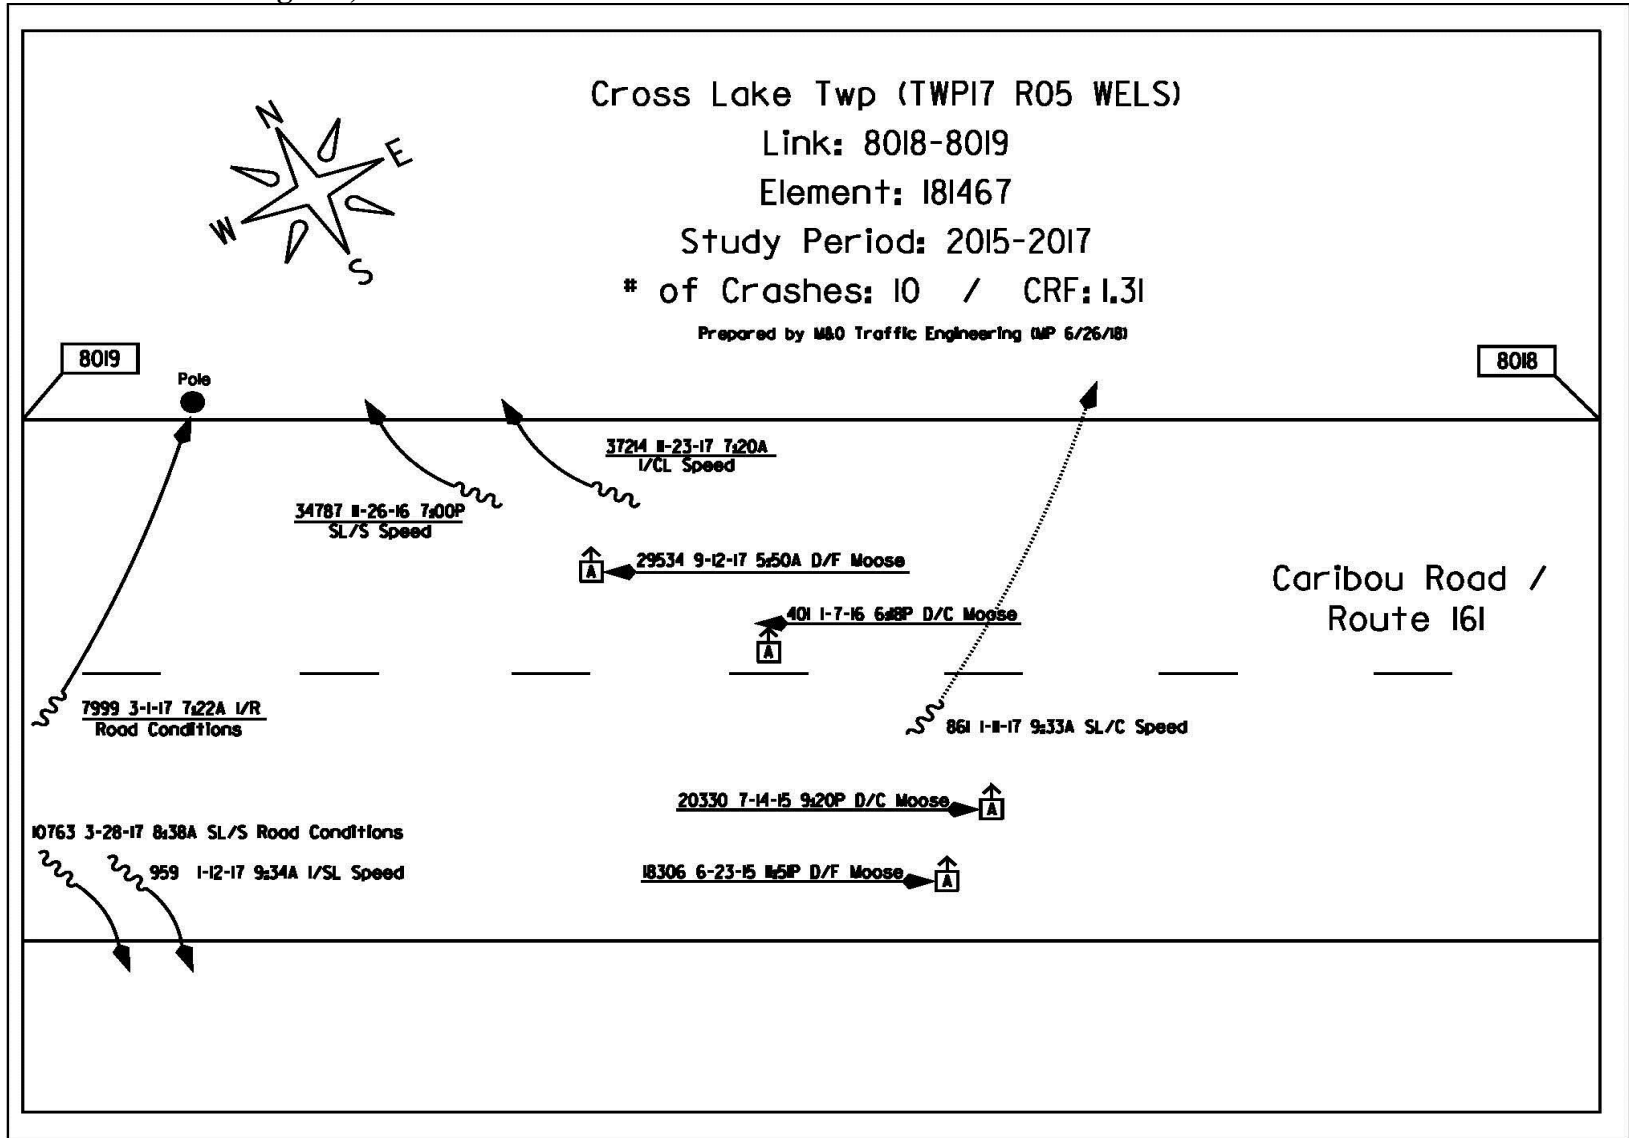 N
E
W
S
Cross Lake Twp (TWP17 R05 WELS)
Link: 8018-8019
Element: 181467
Study Period: 2015-2017
# of Crashes: 10 / CRF: 1.31
Prepared by M&O Traffic Engineering (MP 6/26/18)
8019
Pole
8018
37214 11-23-17 7:20A
I/CL Speed
34787 11-26-16 7:00P
SL/S Speed
A
29534 9-12-17 5:50A D/F Moose
401 1-7-16 6:18P D/C Moose
A
Caribou Road /
Route 161
7999 3-1-17 7:22A I/R
Road Conditions
861 1-11-17 9:33A SL/C Speed
20330 7-14-15 9:20P D/C Moose
A
10763 3-28-17 8:38A SL/S Road Conditions
959 1-12-17 9:34A I/SL Speed
18306 6-23-15 11:51P D/F Moose
A